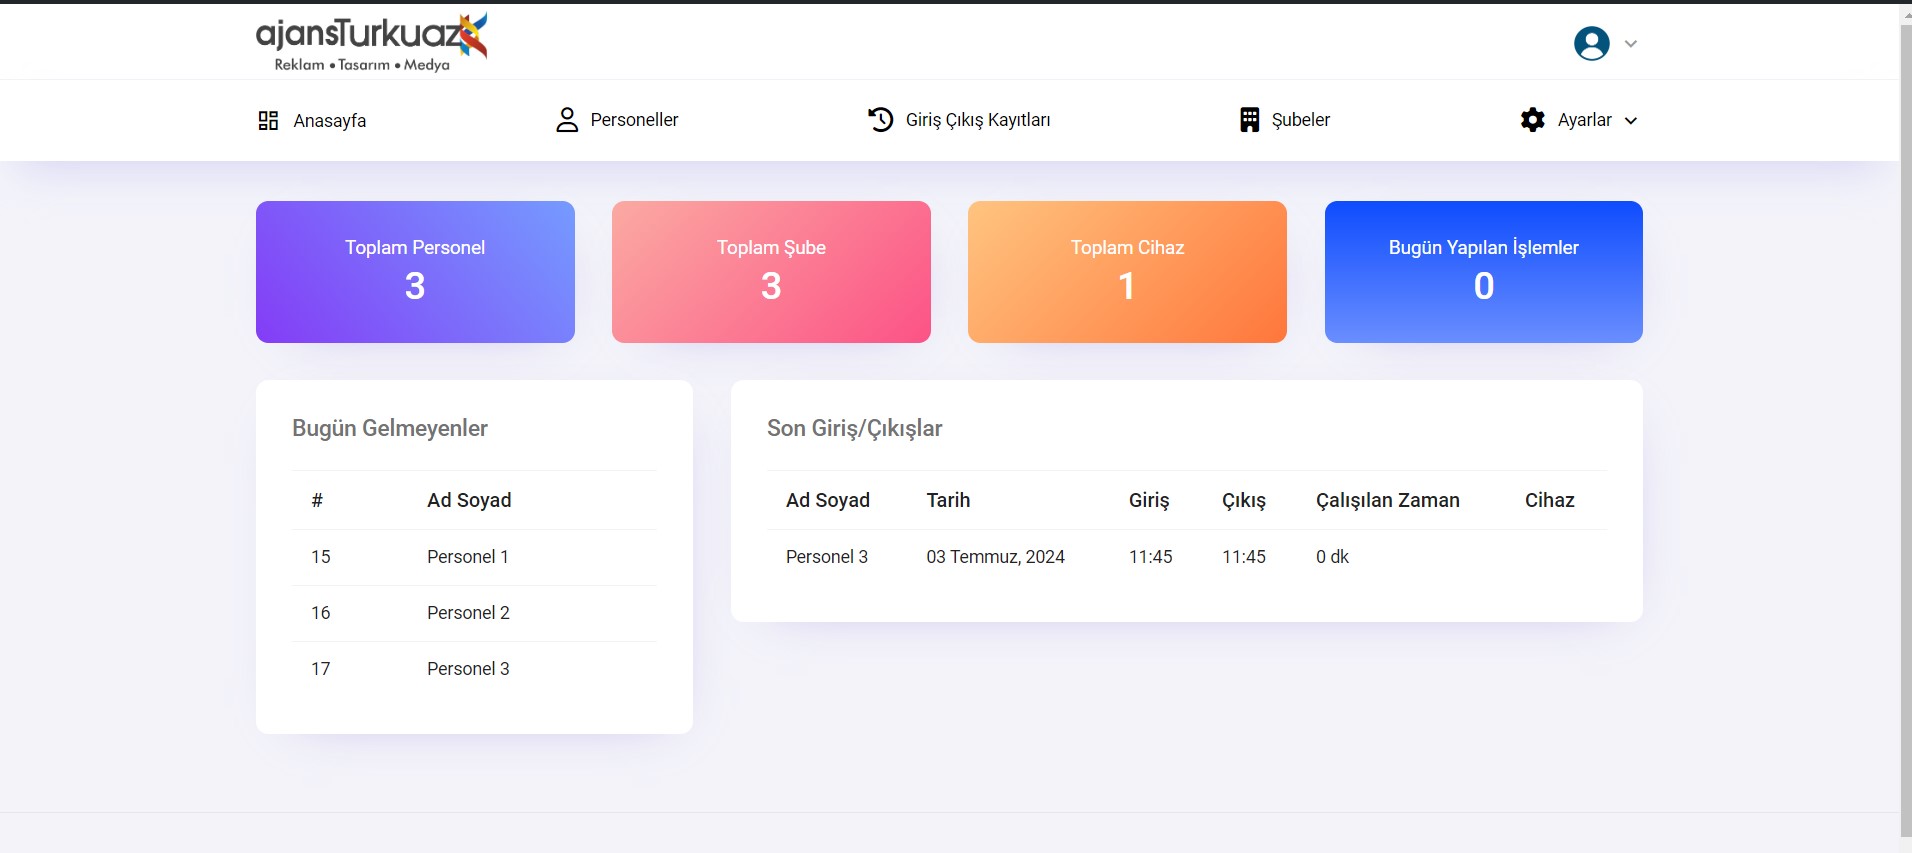 ajansTurkuaz
Reklam • Tasarım • Medya
Anasayfa
Personeller
Giriş Çıkış Kayıtları
Şubeler
Ayarlar
Toplam Personel
3
Toplam Şube
3
Toplam Cihaz
1
Bugün Yapılan İşlemler
0
Bugün Gelmeyenler
# Ad Soyad
15 Personel 1
16 Personel 2
17 Personel 3
Son Giriş/Çıkışlar
Ad Soyad Tarih Giriş Çıkış Çalışılan Zaman Cihaz
Personel 3 03 Temmuz, 2024 11:45 11:45 0 dk